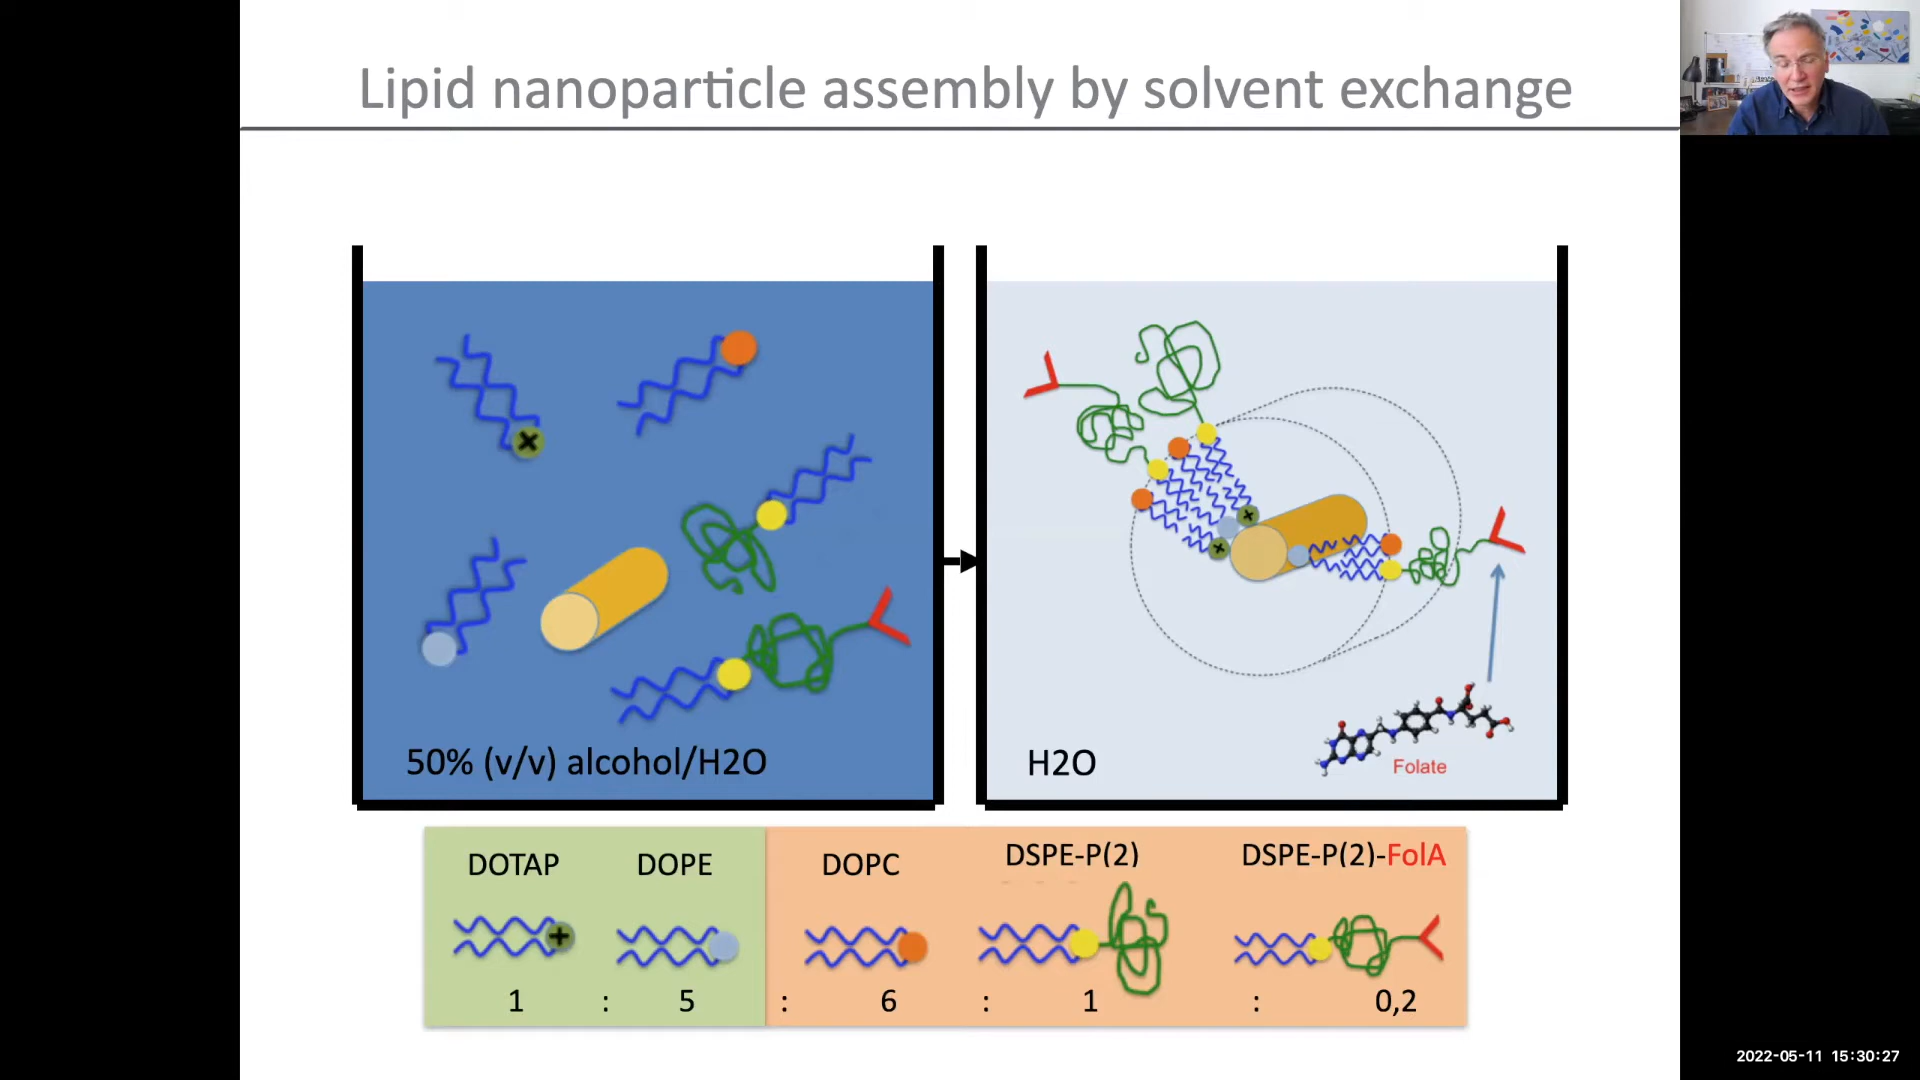 Lipid nanoparticle assembly by solvent exchange
50% (v/v) alcohol/H2O
H2O
Folate
DOTAP DOPE DOPC DSPE-P(2) DSPE-P(2)-FolA
1 : 5 : 6 : 1 : 0,2
2022-05-11 15:30:27